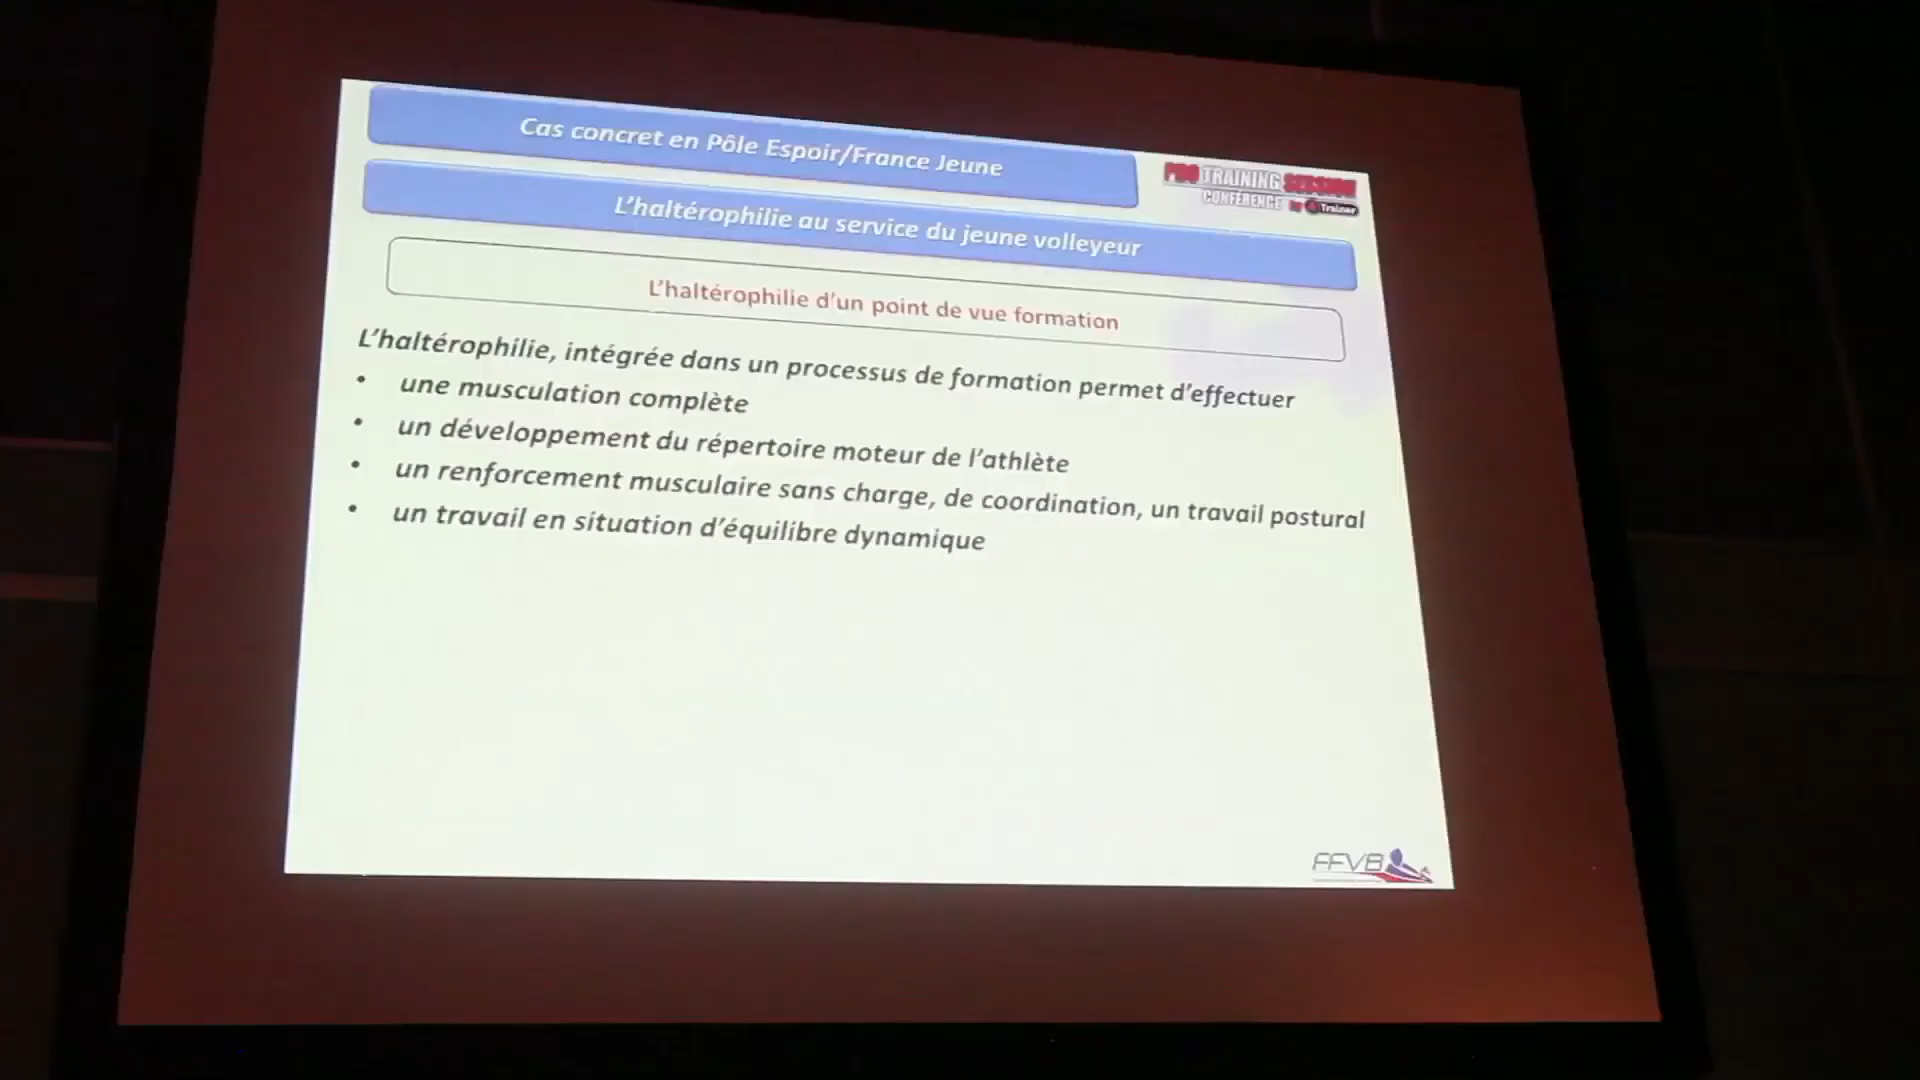 Cas concret en Pôle Espoir/France Jeune
PRO TRAINING SESSION
CONFERENCE by Trainer
L'haltérophilie au service du jeune volleyeur
L'haltérophilie d'un point de vue formation
L'haltérophilie, intégrée dans un processus de formation permet d'effectuer
• une musculation complète
• un développement du répertoire moteur de l'athlète
• un renforcement musculaire sans charge, de coordination, un travail postural
• un travail en situation d'équilibre dynamique
FFVB